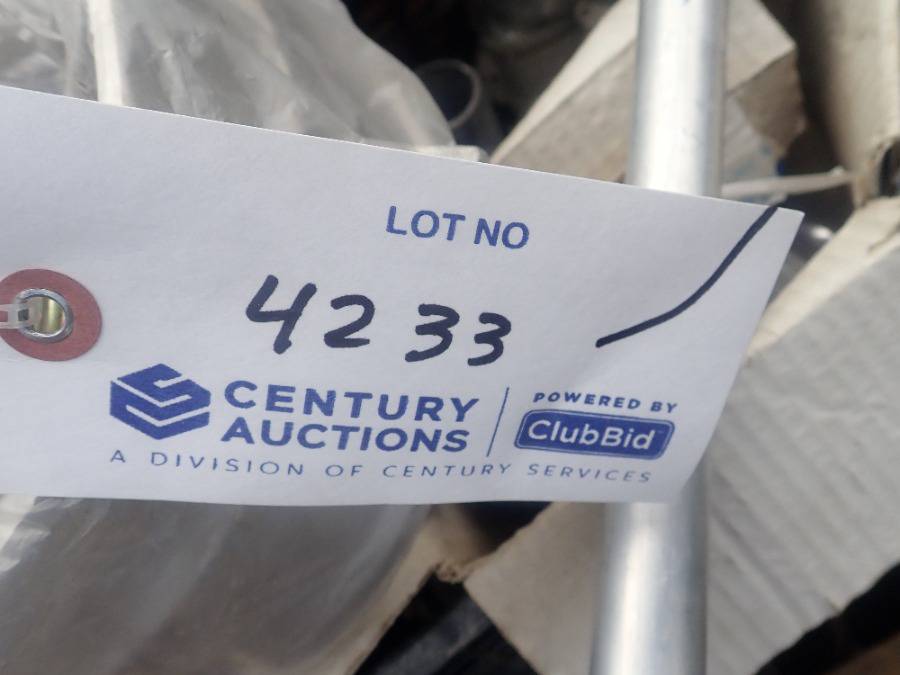 LOT NO
4233
CENTURY
AUCTIONS
A DIVISION OF CENTURY SERVICES
POWERED BY
ClubBid